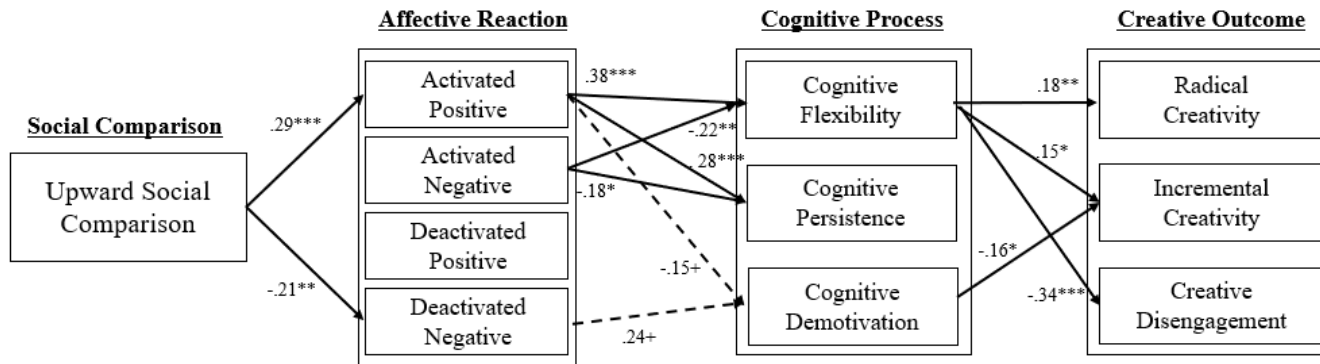 Affective Reaction
Cognitive Process
Creative Outcome
Social Comparison
Upward Social
Comparison
.29***
-.21**
Activated
Positive
Activated
Negative
Deactivated
Positive
Deactivated
Negative
.38***
-.22**
.28***
-.18*
-.15+
.24+
Cognitive
Flexibility
Cognitive
Persistence
Cognitive
Demotivation
.18**
.15*
-.16*
-.34***
Radical
Creativity
Incremental
Creativity
Creative
Disengagement